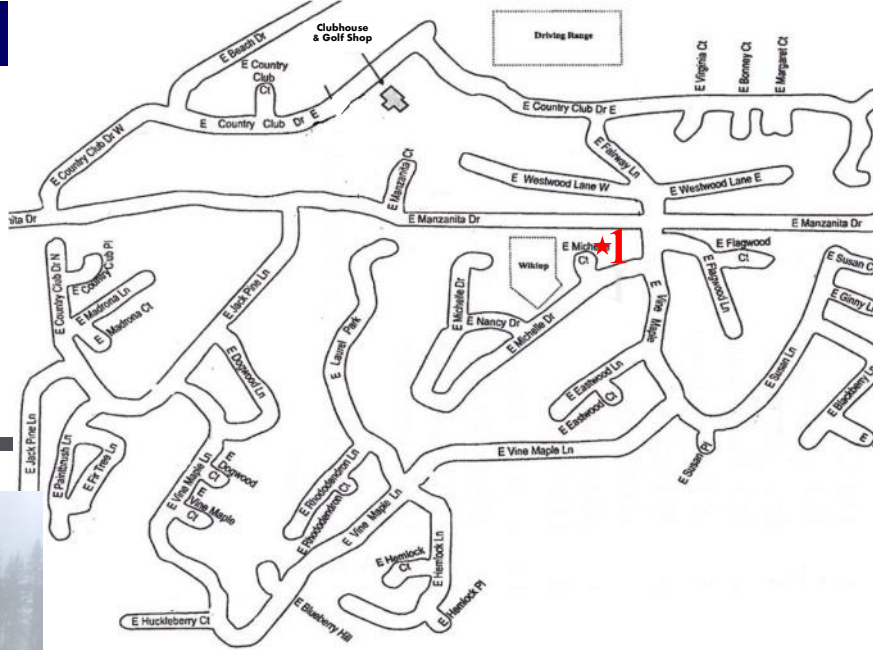 Clubhouse
& Golf Shop
Driving Range
E Beach Dr
E Country
Club
Ct
E Virginia Ct
E Bonney Ct
E Margaret Ct
E Country Club Dr W
E Country Club Dr E
E Country Club Dr E
E Fairway Ln
E Manzanita Ct
E Westwood Lane W
E Westwood Lane E
nita Dr
E Manzanita Dr
E Manzanita Dr
1
E Michelle
Ct
Wikiup
E Flagwood
Ct
E Flagwood Ln
E Country Club Dr N
E Country Club Pl
E Madrona Ln
E Madrona Ct
E Jack Pine Ln
E Michelle Dr
E Nancy Dr
E Michelle Dr
E Vine Maple
E Susan C
E Ginny L
E Laurel Park
E Dogwood Ln
E Eastwood Ln
E Eastwood Ct
E Susan Ln
E Blackberry Ln
E
E Jack Pine Ln
E Paintbrush Ln
E Fir Tree Ln
E Vine Maple Ln
E
Dogwood
Ct
E
Vine Maple
Ct
E Rhododendron Ln
E Rhododendron Ct
E Vine Maple Ln
E Vine Maple Ln
E Susan Pl
E Hemlock
Ct
E Hemlock Ln
E Hemlock Pl
E Huckleberry Ct
E Blueberry Hill